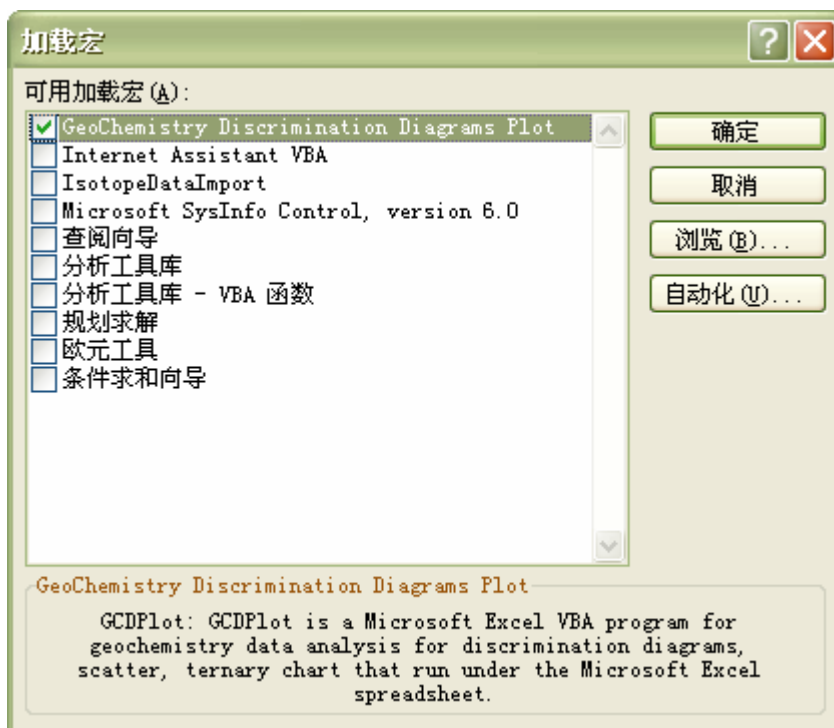 加载宏
可用加载宏(A):
GeoChemistry Discrimination Diagrams Plot
Internet Assistant VBA
IsotopeDataImport
Microsoft SysInfo Control, version 6.0
查阅向导
分析工具库
分析工具库 - VBA 函数
规划求解
欧元工具
条件求和向导
确定
取消
浏览(B)...
自动化(U)...
GeoChemistry Discrimination Diagrams Plot
GCDPlot: GCDPlot is a Microsoft Excel VBA program for
geochemistry data analysis for discrimination diagrams,
scatter, ternary chart that run under the Microsoft Excel
spreadsheet.